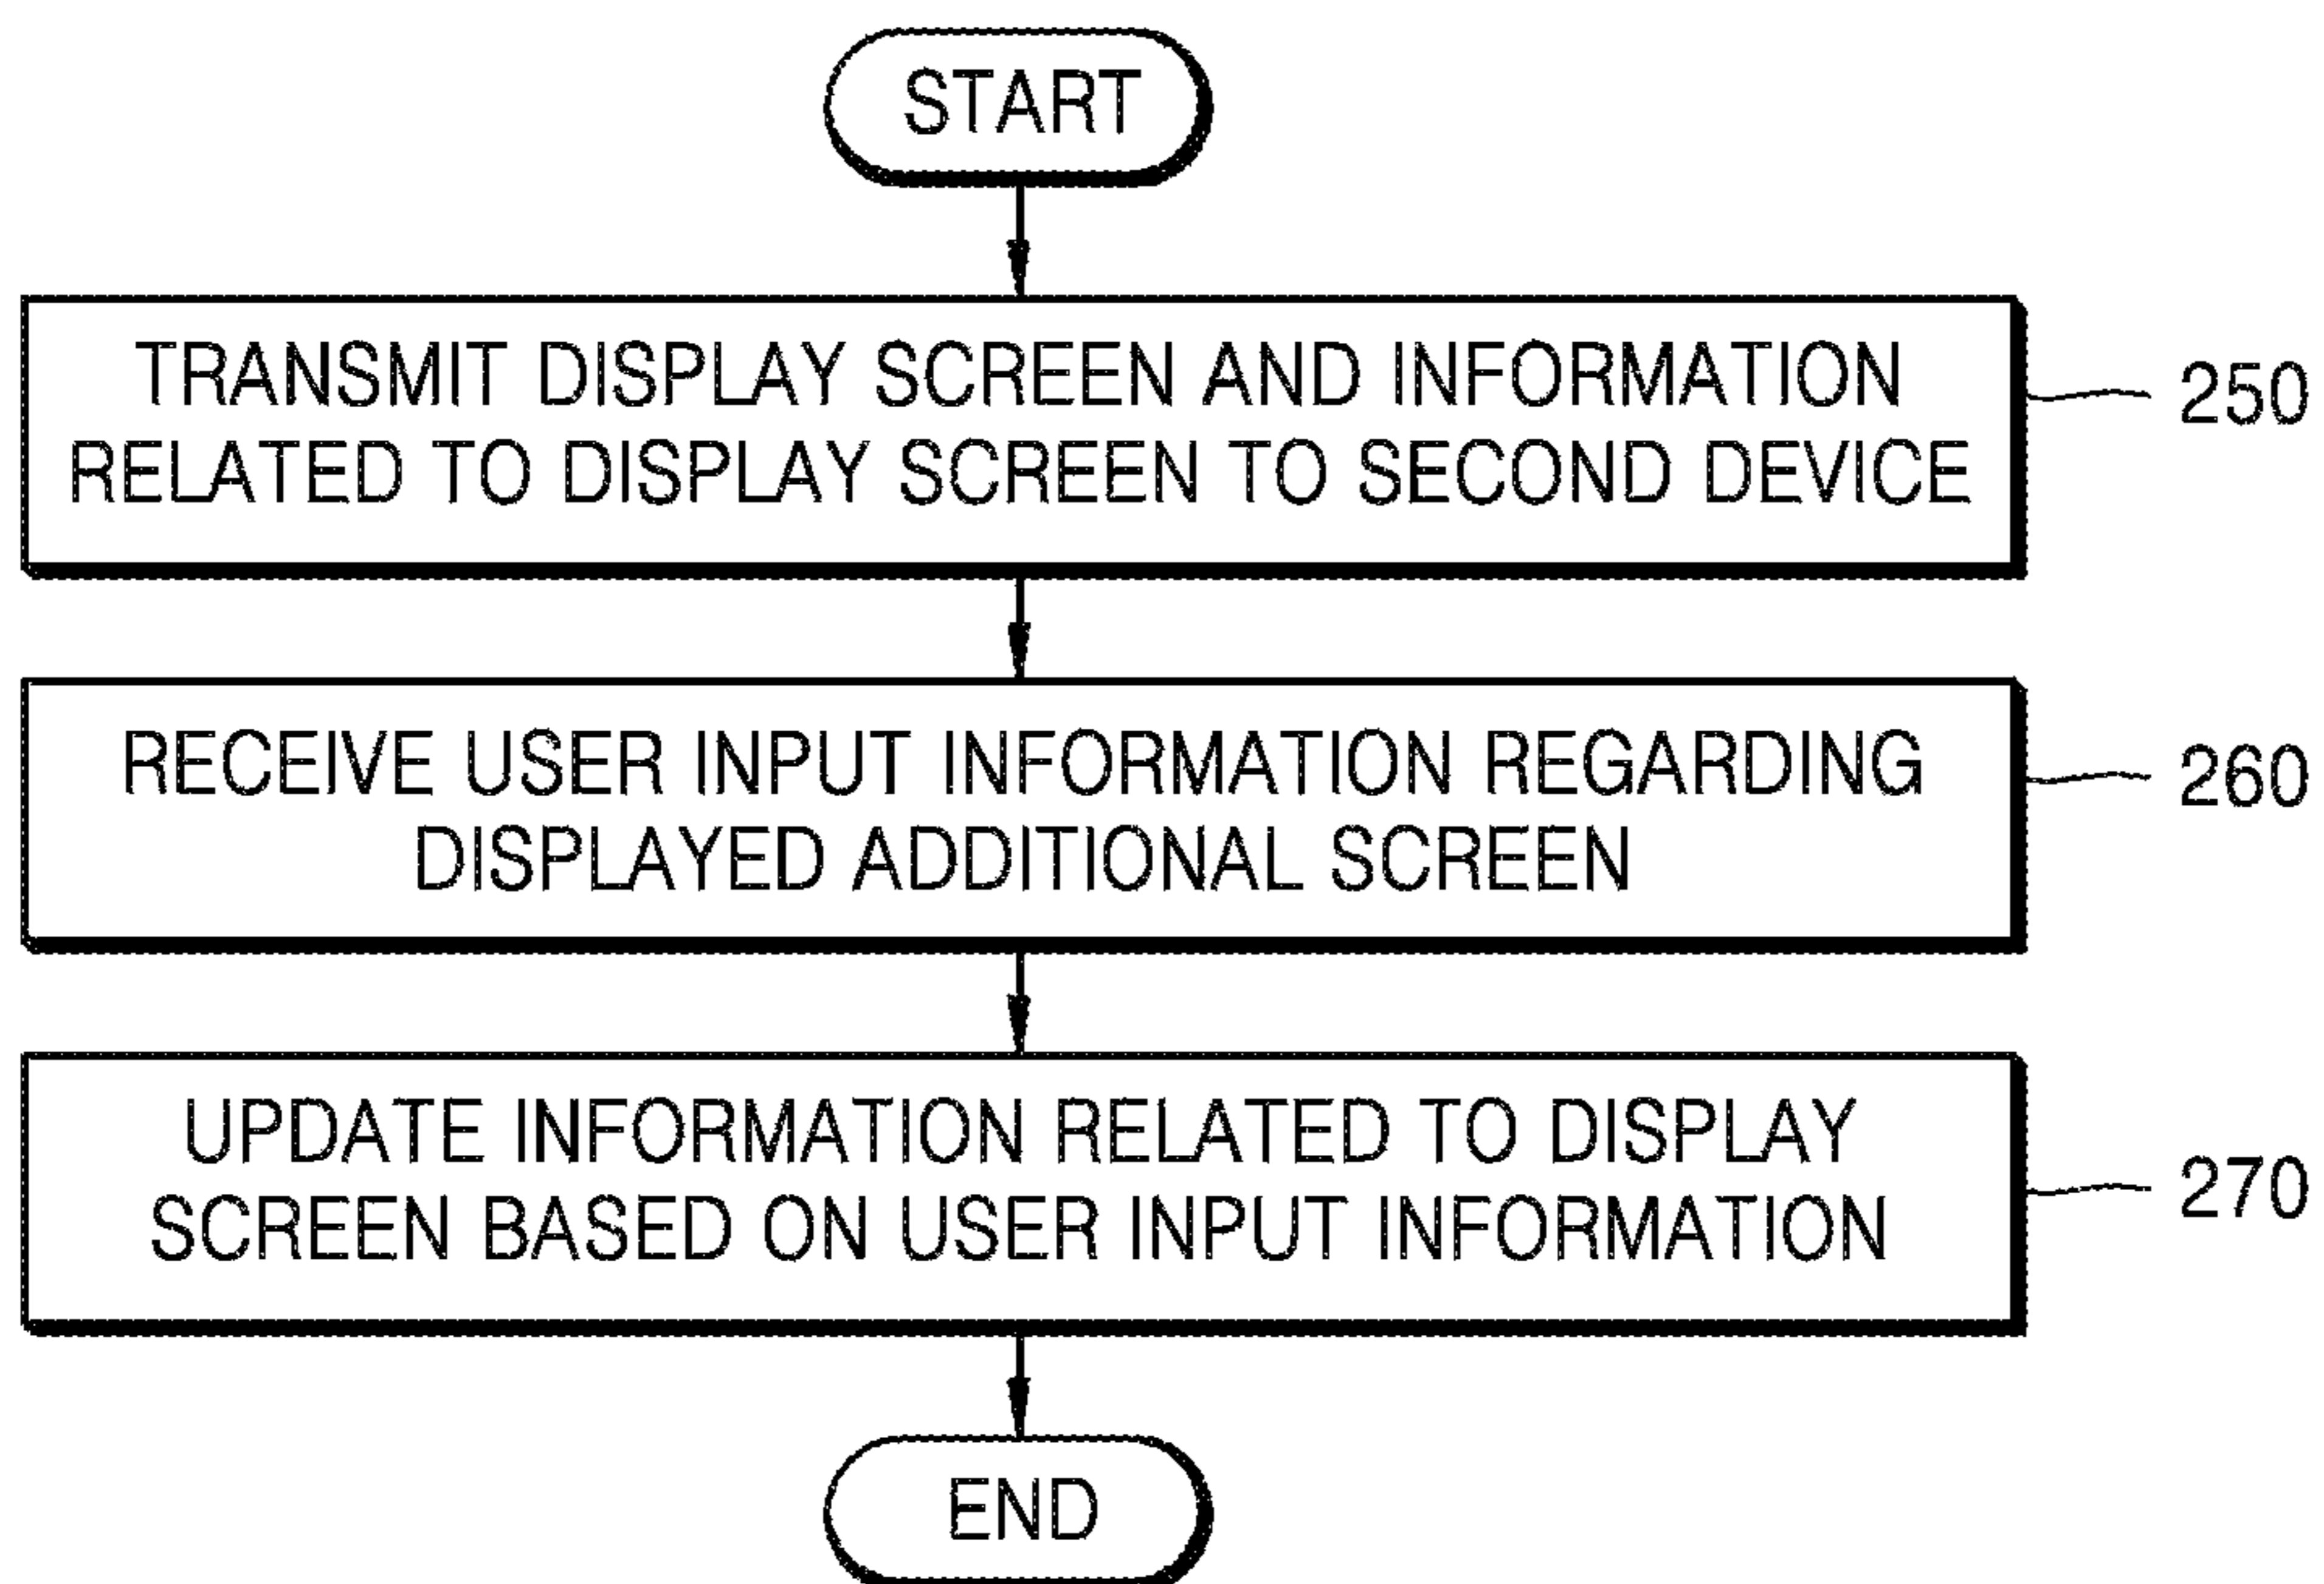 START
TRANSMIT DISPLAY SCREEN AND INFORMATION
RELATED TO DISPLAY SCREEN TO SECOND DEVICE
250
RECEIVE USER INPUT INFORMATION REGARDING
DISPLAYED ADDITIONAL SCREEN
260
UPDATE INFORMATION RELATED TO DISPLAY
SCREEN BASED ON USER INPUT INFORMATION
270
END